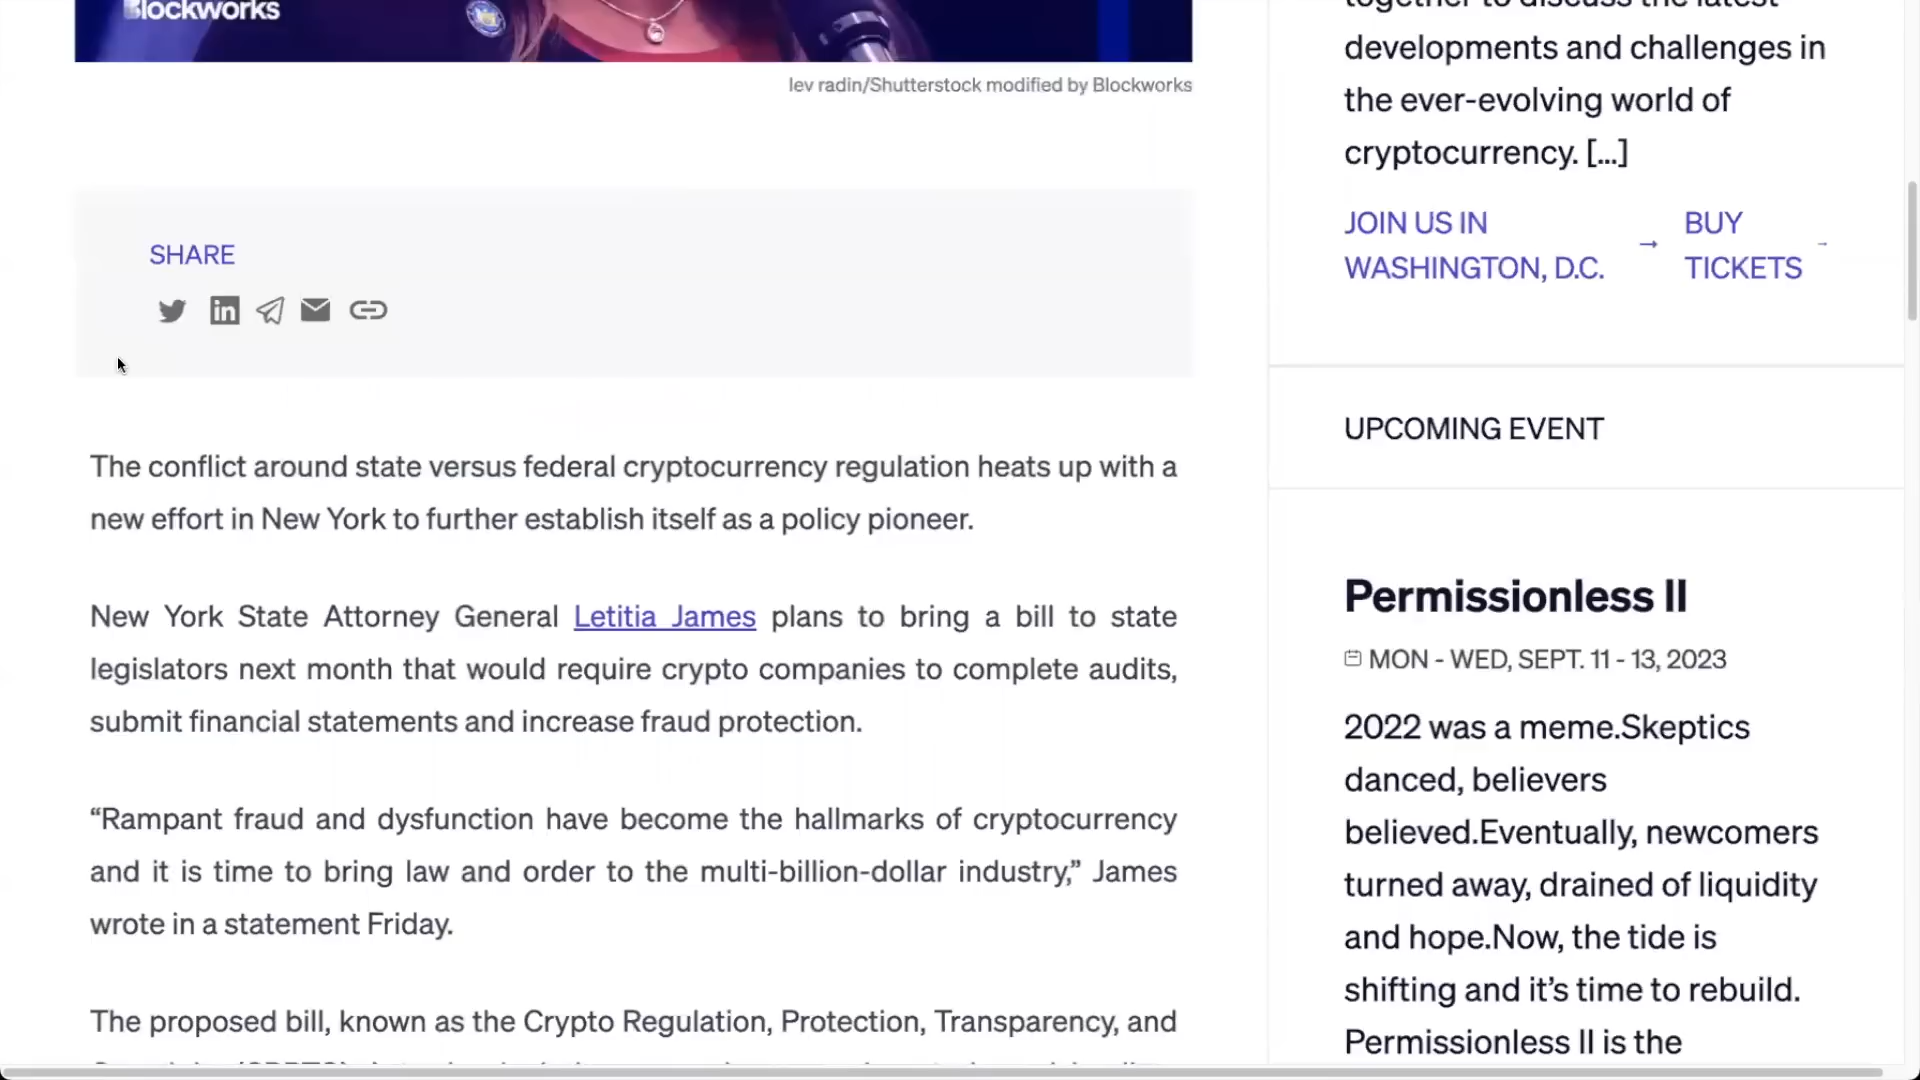 Blockworks
lev radin/Shutterstock modified by Blockworks
SHARE
The conflict around state versus federal cryptocurrency regulation heats up with a
new effort in New York to further establish itself as a policy pioneer.
New York State Attorney General Letitia James plans to bring a bill to state
legislators next month that would require crypto companies to complete audits,
submit financial statements and increase fraud protection.
“Rampant fraud and dysfunction have become the hallmarks of cryptocurrency
and it is time to bring law and order to the multi-billion-dollar industry,” James
wrote in a statement Friday.
The proposed bill, known as the Crypto Regulation, Protection, Transparency, and
together to discuss the latest
developments and challenges in
the ever-evolving world of
cryptocurrency. [...]
JOIN US IN
WASHINGTON, D.C. →
BUY
TICKETS →
UPCOMING EVENT
Permissionless II
MON - WED, SEPT. 11 - 13, 2023
2022 was a meme.Skeptics
danced, believers
believed.Eventually, newcomers
turned away, drained of liquidity
and hope.Now, the tide is
shifting and it’s time to rebuild.
Permissionless II is the